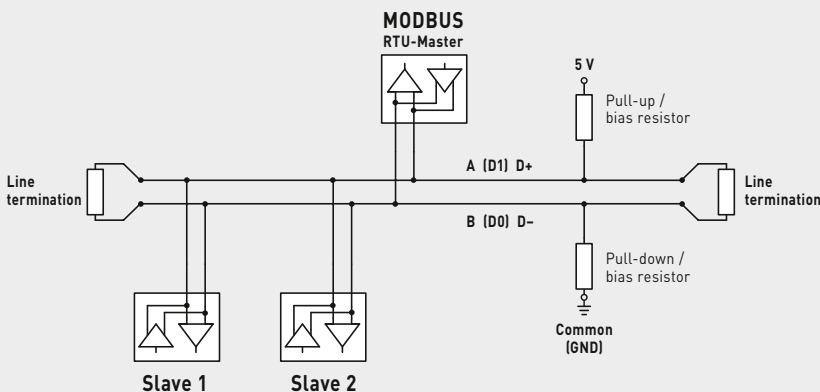 MODBUS
RTU-Master
5 V
Pull-up /
bias resistor
A (D1) D+
Line
termination
Line
termination
B (D0) D–
Pull-down /
bias resistor
Common
(GND)
Slave 1
Slave 2